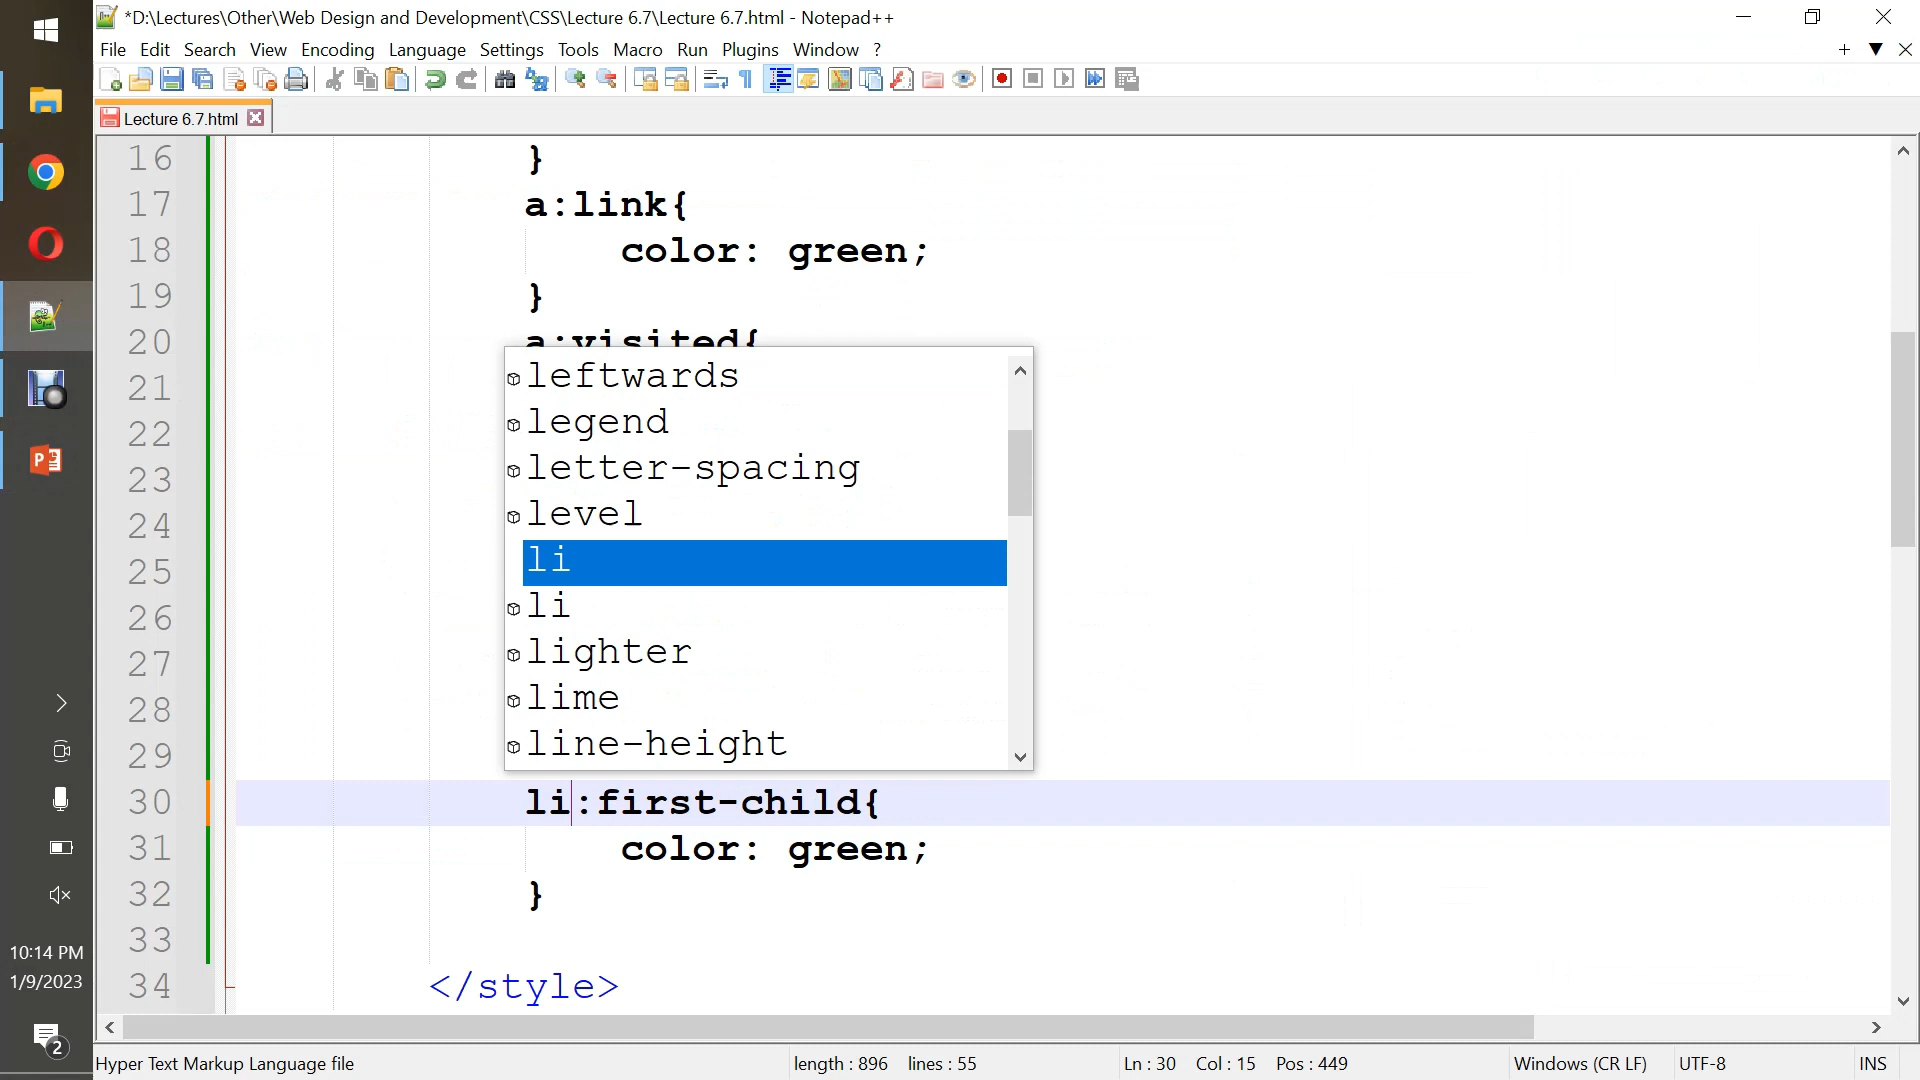 *D:\Lectures\Other\Web Design and Development\CSS\Lecture 6.7\Lecture 6.7.html - Notepad++
File Edit Search View Encoding Language Settings Tools Macro Run Plugins Window ?
Lecture 6.7.html
16 }
17 a:link{
18 color: green;
19 }
20 a:visited{
21
22
23
24
25
26
27
28
29
leftwards
legend
letter-spacing
level
li
li
lighter
lime
line-height
30 li:first-child{
31 color: green;
32 }
33
34 </style>
10:14 PM
1/9/2023
2
Hyper Text Markup Language file length : 896 lines : 55 Ln : 30 Col : 15 Pos : 449 Windows (CR LF) UTF-8 INS